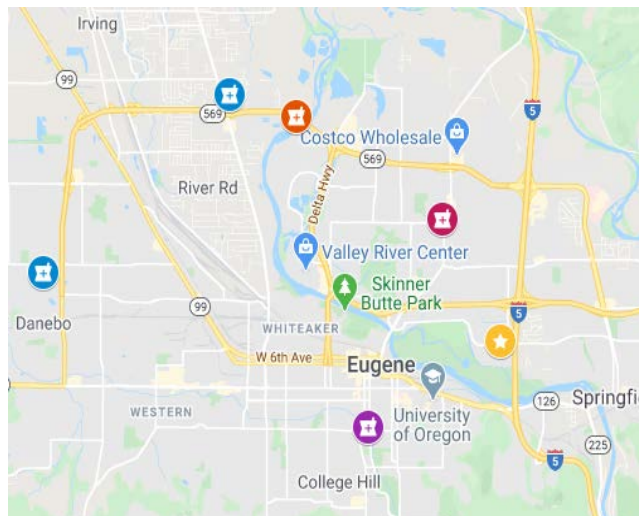 Irving
99
569
Costco Wholesale
5
569
River Rd
Delta Hwy
Valley River Center
Skinner
Butte Park
Danebo
99
5
WHITEAKER
W 6th Ave
Eugene
126
Springfi
WESTERN
University
of Oregon
225
5
College Hill